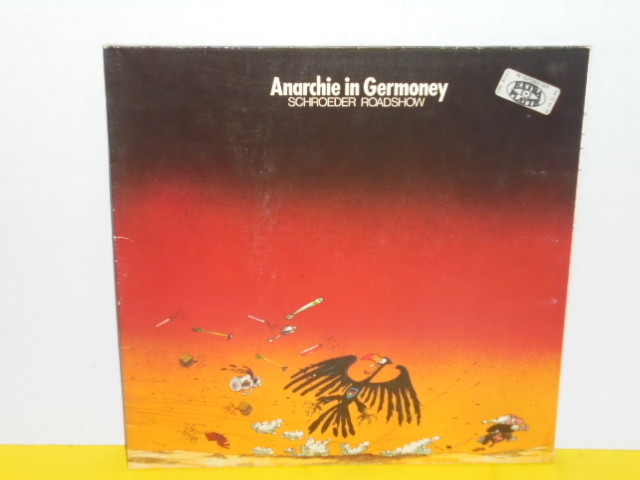 Anarchie in Germoney
SCHROEDER ROADSHOW